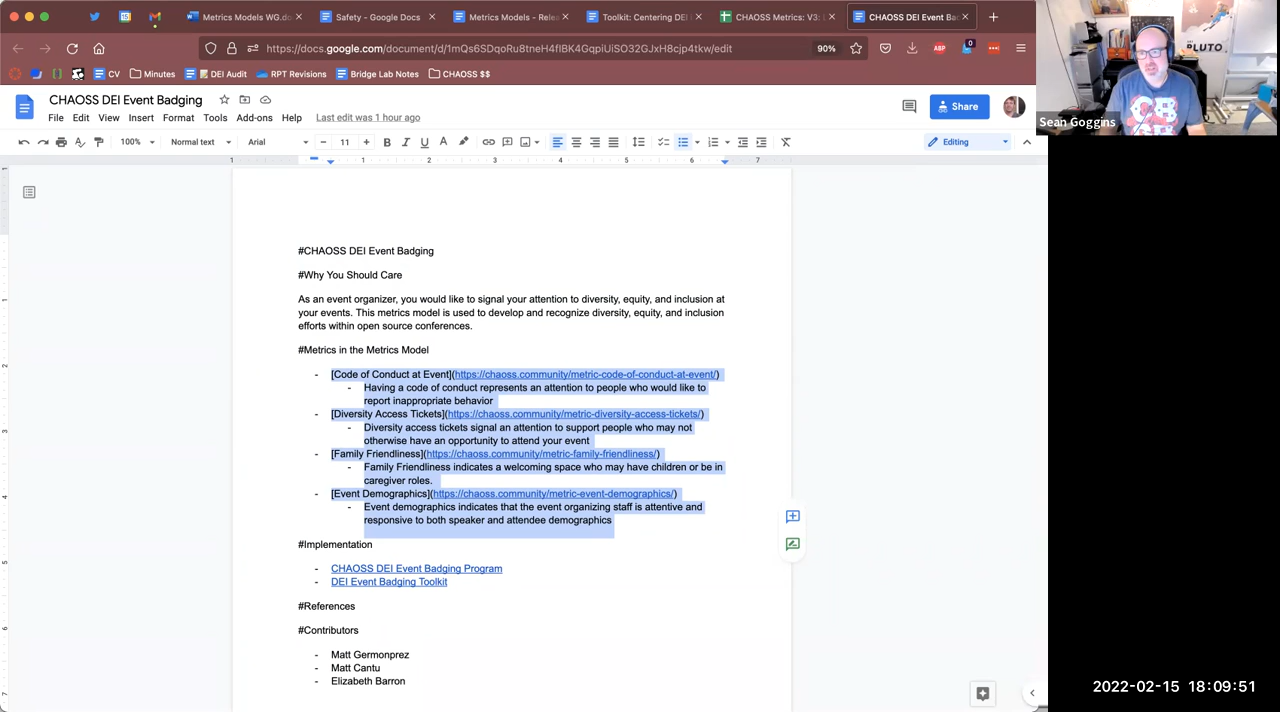 Metrics Models WG.do
Safety - Google Docs
Metrics Models - Rele
Toolkit: Centering DEI
CHAOSS Metrics: V3:
CHAOSS DEI Event Ba
https://docs.google.com/document/d/1mQs6SDqoRu8tneH4flBK4GqpiUiSO32GJxH8cjp4tkw/edit
90%
ABP
0
CV
Minutes
DEI Audit
RPT Revisions
Bridge Lab Notes
CHAOSS $$
PLUTO
Sean Goggins
CHAOSS DEI Event Badging
File Edit View Insert Format Tools Add-ons Help
Last edit was 1 hour ago
Share
100%
Normal text
Arial
11
B I U A
Editing
1 1 2 3 4 5 6 7
#CHAOSS DEI Event Badging
#Why You Should Care
As an event organizer, you would like to signal your attention to diversity, equity, and inclusion at
your events. This metrics model is used to develop and recognize diversity, equity, and inclusion
efforts within open source conferences.
#Metrics in the Metrics Model
- [Code of Conduct at Event](https://chaoss.community/metric-code-of-conduct-at-event/)
- Having a code of conduct represents an attention to people who would like to
report inappropriate behavior
- [Diversity Access Tickets](https://chaoss.community/metric-diversity-access-tickets/)
- Diversity access tickets signal an attention to support people who may not
otherwise have an opportunity to attend your event
- [Family Friendliness](https://chaoss.community/metric-family-friendliness/)
- Family Friendliness indicates a welcoming space who may have children or be in
caregiver roles.
- [Event Demographics](https://chaoss.community/metric-event-demographics/)
- Event demographics indicates that the event organizing staff is attentive and
responsive to both speaker and attendee demographics
#Implementation
- CHAOSS DEI Event Badging Program
- DEI Event Badging Toolkit
#References
#Contributors
- Matt Germonprez
- Matt Cantu
- Elizabeth Barron
2022-02-15 18:09:51